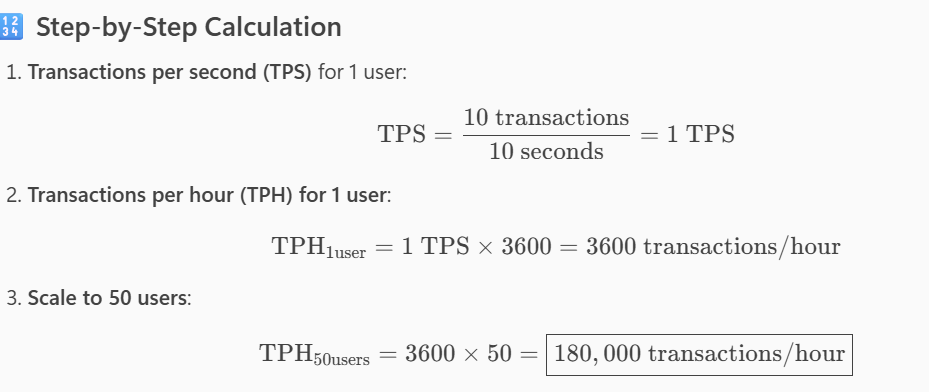 🔢 Step-by-Step Calculation
1. Transactions per second (TPS) for 1 user:
TPS = 10 transactions / 10 seconds = 1 TPS
2. Transactions per hour (TPH) for 1 user:
TPH1user = 1 TPS × 3600 = 3600 transactions/hour
3. Scale to 50 users:
TPH50users = 3600 × 50 = 180,000 transactions/hour